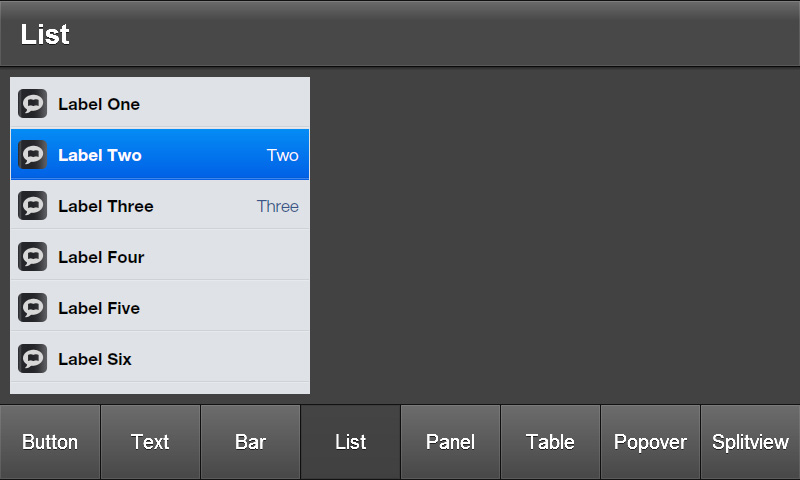 List
Label One
Label Two Two
Label Three Three
Label Four
Label Five
Label Six
Button Text Bar List Panel Table Popover Splitview